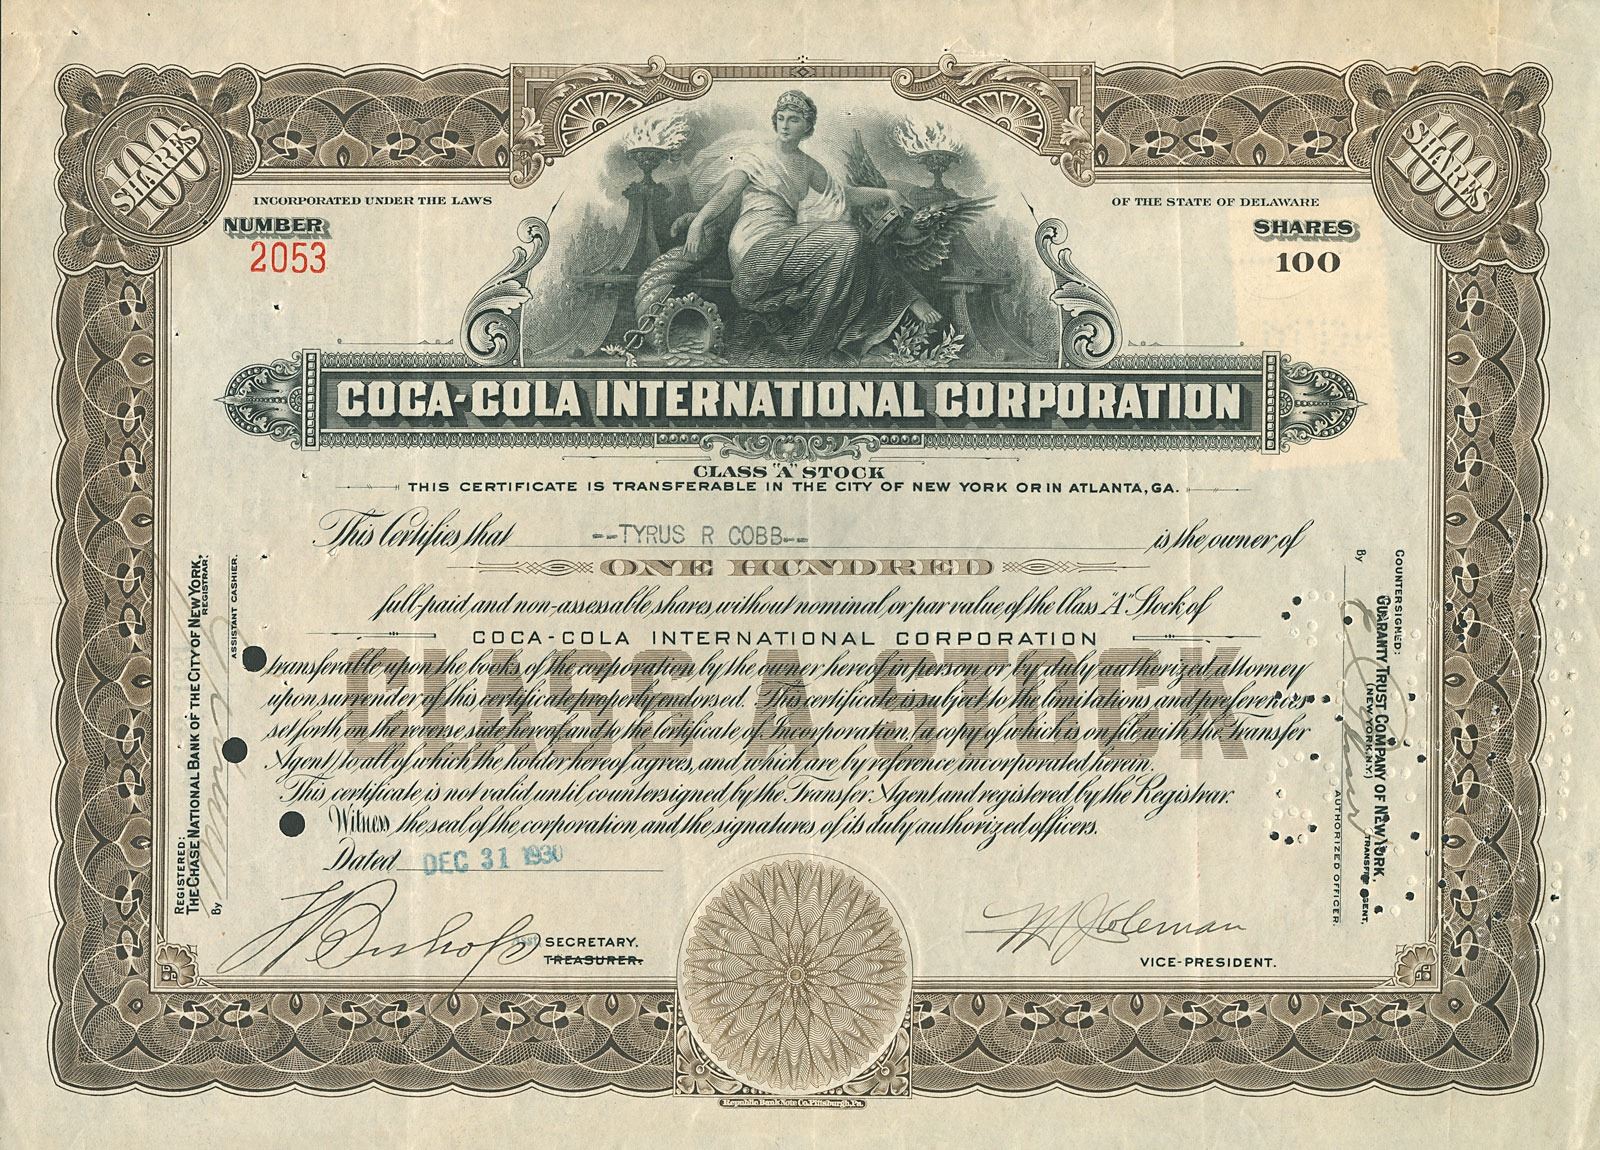 100 SHARES
100 SHARES
INCORPORATED UNDER THE LAWS
OF THE STATE OF DELAWARE
NUMBER
2053
SHARES
100
COCA-COLA INTERNATIONAL CORPORATION
CLASS "A" STOCK
THIS CERTIFICATE IS TRANSFERABLE IN THE CITY OF NEW YORK OR IN ATLANTA, GA.
This Certifies that --TYRUS R COBB-- is the owner of
ONE HUNDRED
full-paid and non-assessable shares, without nominal, or par value of the Class "A" Stock of
COCA-COLA INTERNATIONAL CORPORATION
CLASS A STOCK
transferable upon the books of the corporation by the owner hereof in person or by duly authorized attorney
upon surrender of this certificate properly endorsed. This certificate is subject to the limitations and preferences
set forth on the reverse side hereof and to the Certificate of Incorporation, (a copy of which is on file with the Transfer
Agent,) to all of which the holder hereof agrees, and which are by reference incorporated herein.
This certificate is not valid until countersigned by the Transfer Agent and registered by the Registrar.
Witness the seal of the corporation and the signatures of its duly authorized officers.
Dated DEC 31 1930
Asst. SECRETARY.
TREASURER.
W J Coleman
VICE-PRESIDENT.
REGISTERED:
THE CHASE NATIONAL BANK OF THE CITY OF NEW YORK,
REGISTRAR.
By
ASSISTANT CASHIER.
COUNTERSIGNED:
GUARANTY TRUST COMPANY OF NEW YORK,
(NEW YORK, N.Y.) TRANSFER AGENT,
By
AUTHORIZED OFFICER.
Republic Bank Note Co. Pittsburgh, Pa.